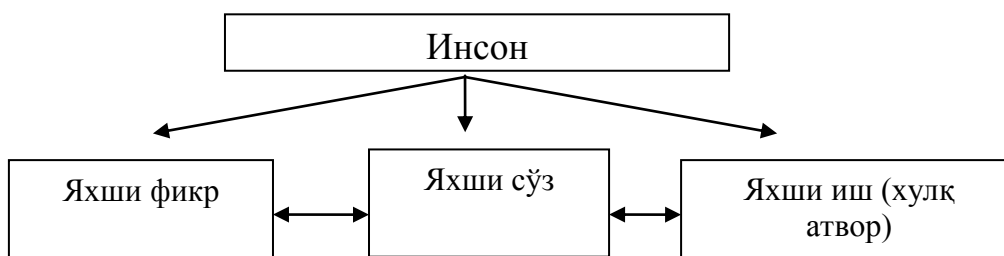 Инсон
Яхши фикр
Яхши сўз
Яхши иш (хулқ
атвор)